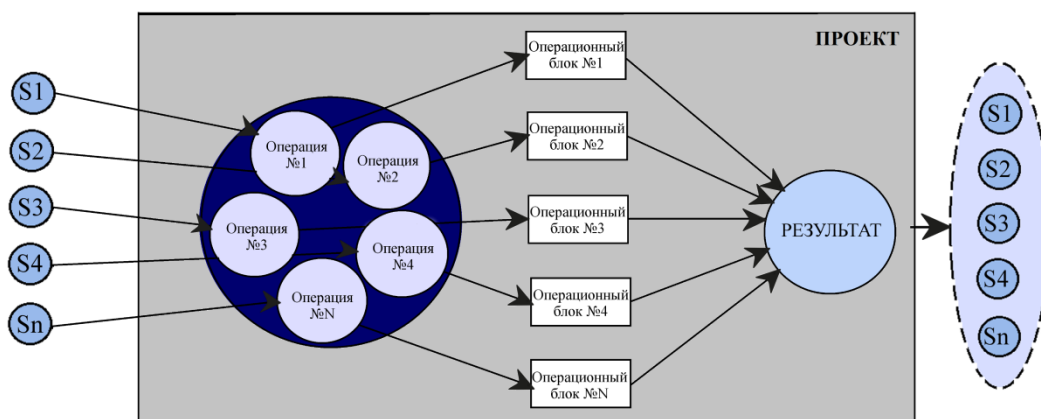 ПРОЕКТ
S1
S2
S3
S4
Sn
Операция
№1
Операция
№2
Операция
№3
Операция
№4
Операция
№N
Операционный
блок №1
Операционный
блок №2
Операционный
блок №3
Операционный
блок №4
Операционный
блок №N
РЕЗУЛЬТАТ
S1
S2
S3
S4
Sn